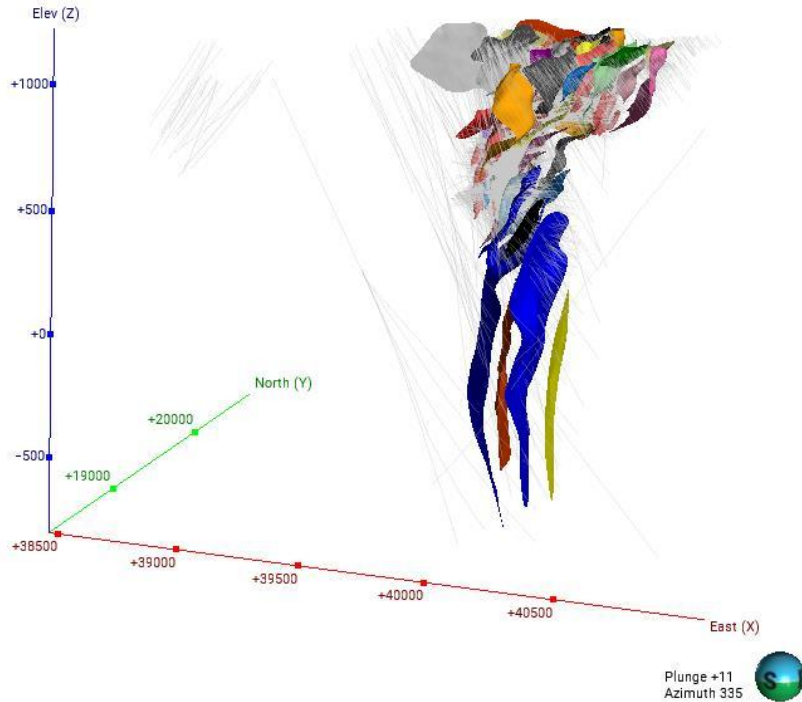 Elev (Z)
+1000
+500
+0
-500
North (Y)
+20000
+19000
+38500
+39000
+39500
+40000
+40500
East (X)
Plunge +11
Azimuth 335
S